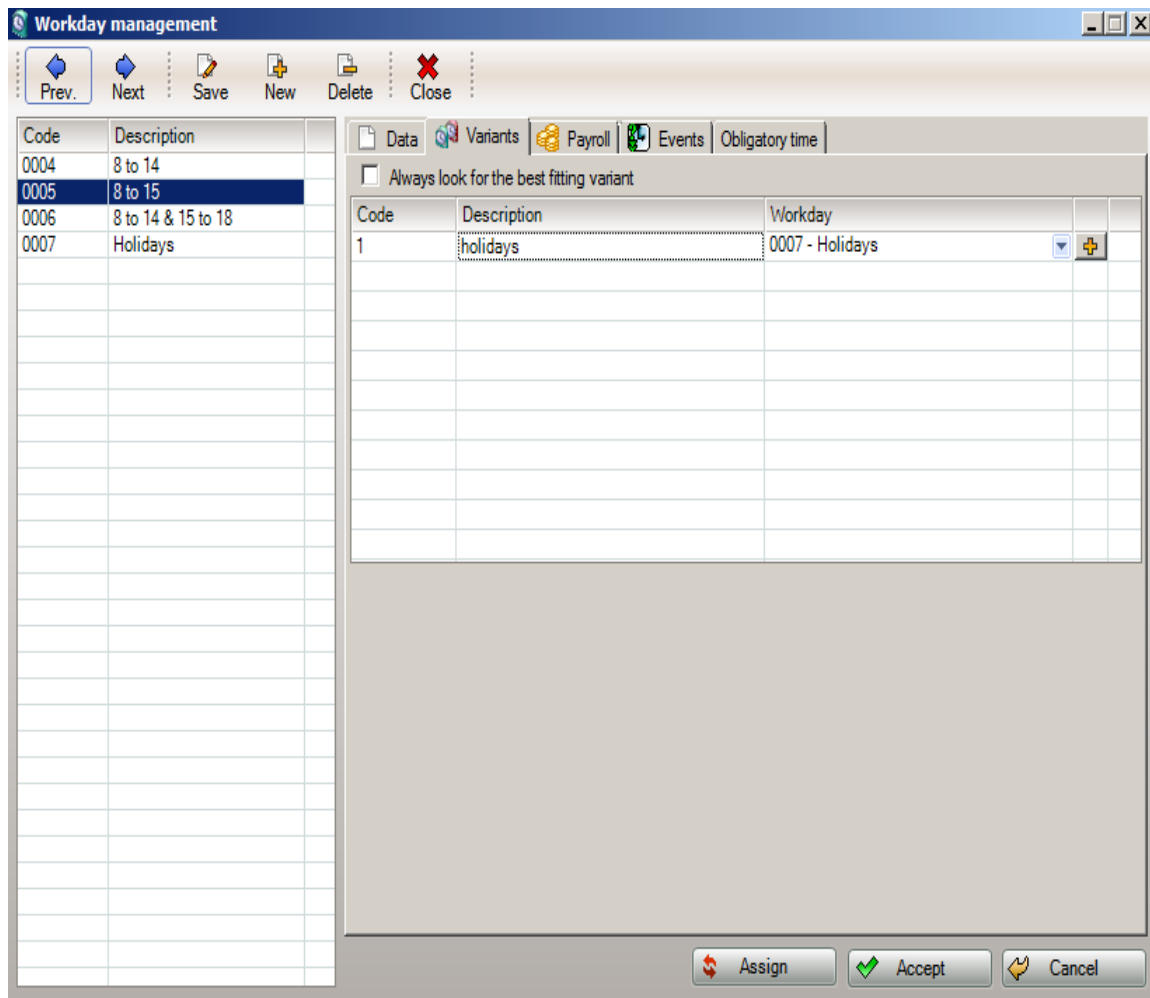 Workday management
Prev. Next Save New Delete Close
Code Description
0004 8 to 14
0005 8 to 15
0006 8 to 14 & 15 to 18
0007 Holidays
Data Variants Payroll Events Obligatory time
Always look for the best fitting variant
Code Description Workday
1 holidays 0007 - Holidays
Assign Accept Cancel